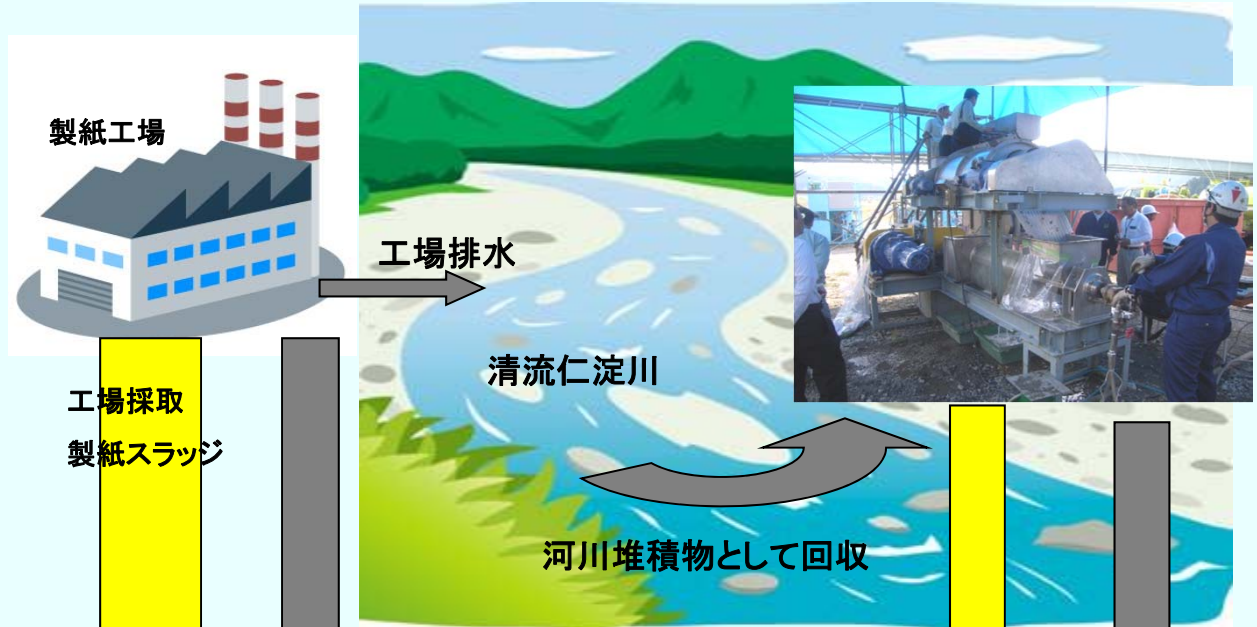 製紙工場
工場排水
清流仁淀川
工場採取
製紙スラッジ
河川堆積物として回収